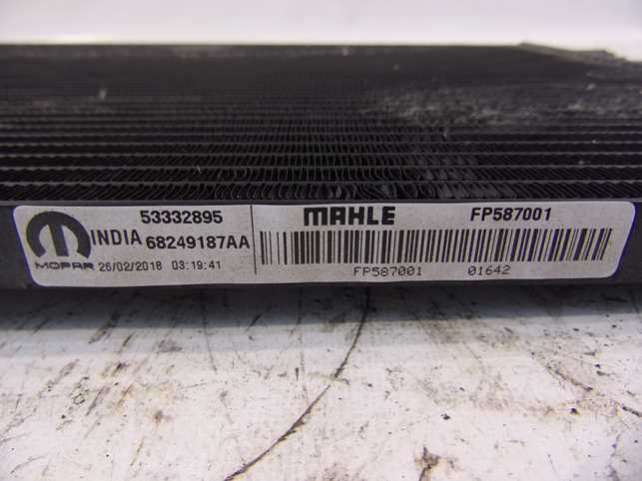 53332895
INDIA 68249187AA
MOPAR 26/02/2018 03:19:41
MAHLE FP587001
FP587001 01642